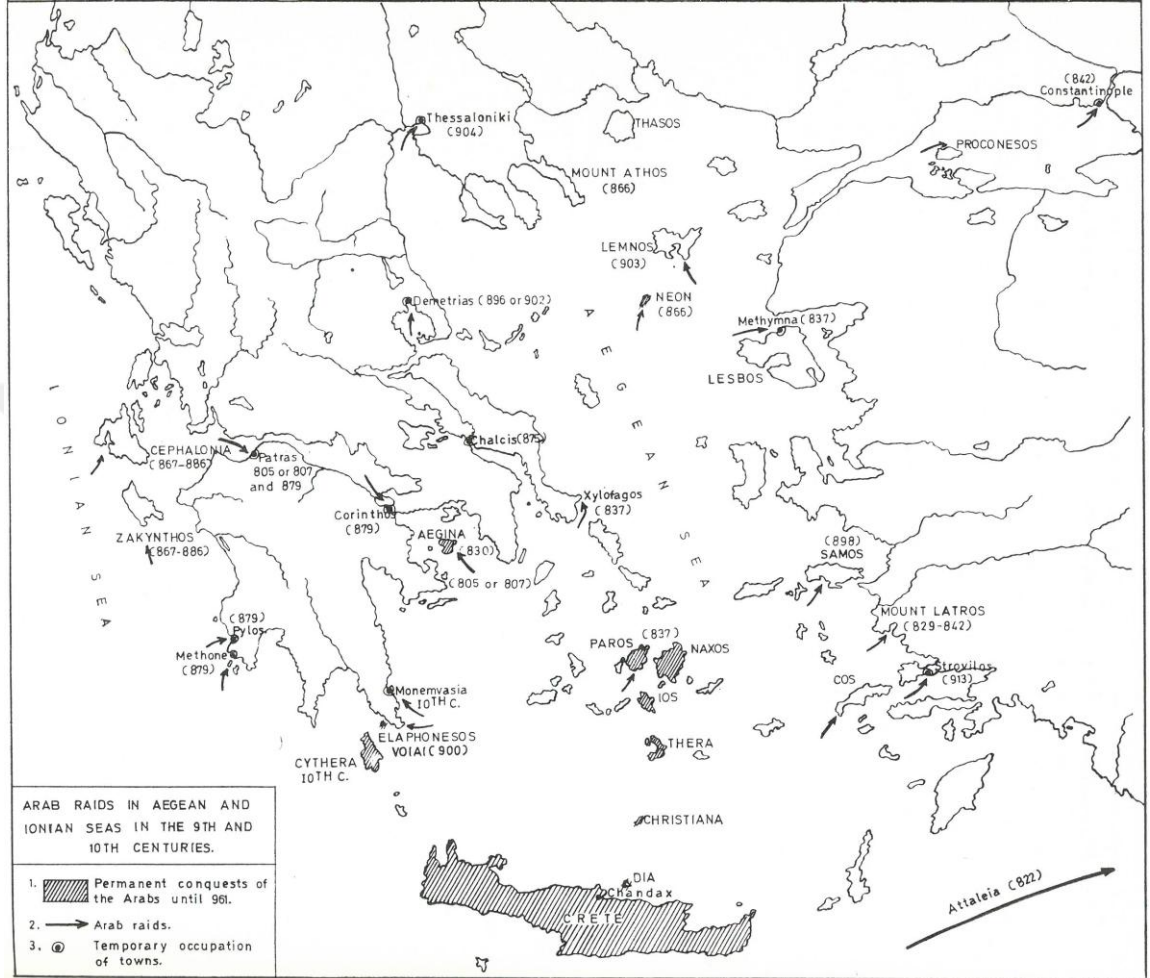 (842)
Constantinople
Thessaloniki
(904)
THASOS
PROCONESOS
MOUNT ATHOS
(866)
LEMNOS
(903)
Demetrias (896 or 902)
NEON
(866)
Methymna (837)
LESBOS
AEGEAN SEA
IONIAN SEA
CEPHALONIA
(867-886)
Patras
805 or 807
and 879
Chalcis (875)
Xylofagos
(837)
Corinthos
(879)
AEGINA
(830)
(805 or 807)
ZAKYNTHOS
(867-886)
(898)
SAMOS
MOUNT LATROS
(829-842)
(879)
Pylos
Methone
(879)
PAROS
(837)
NAXOS
IOS
COS
Strovilos
(913)
Monemvasia
10TH C.
ELAPHONESOS
VOIAI (900)
CYTHERA
10TH C.
THERA
CHRISTIANA
DIA
Chandax
CRETE
Attaleia (822)
ARAB RAIDS IN AEGEAN AND
IONIAN SEAS IN THE 9TH AND
10TH CENTURIES.
1. Permanent conquests of
the Arabs until 961.
2. Arab raids.
3. Temporary occupation
of towns.